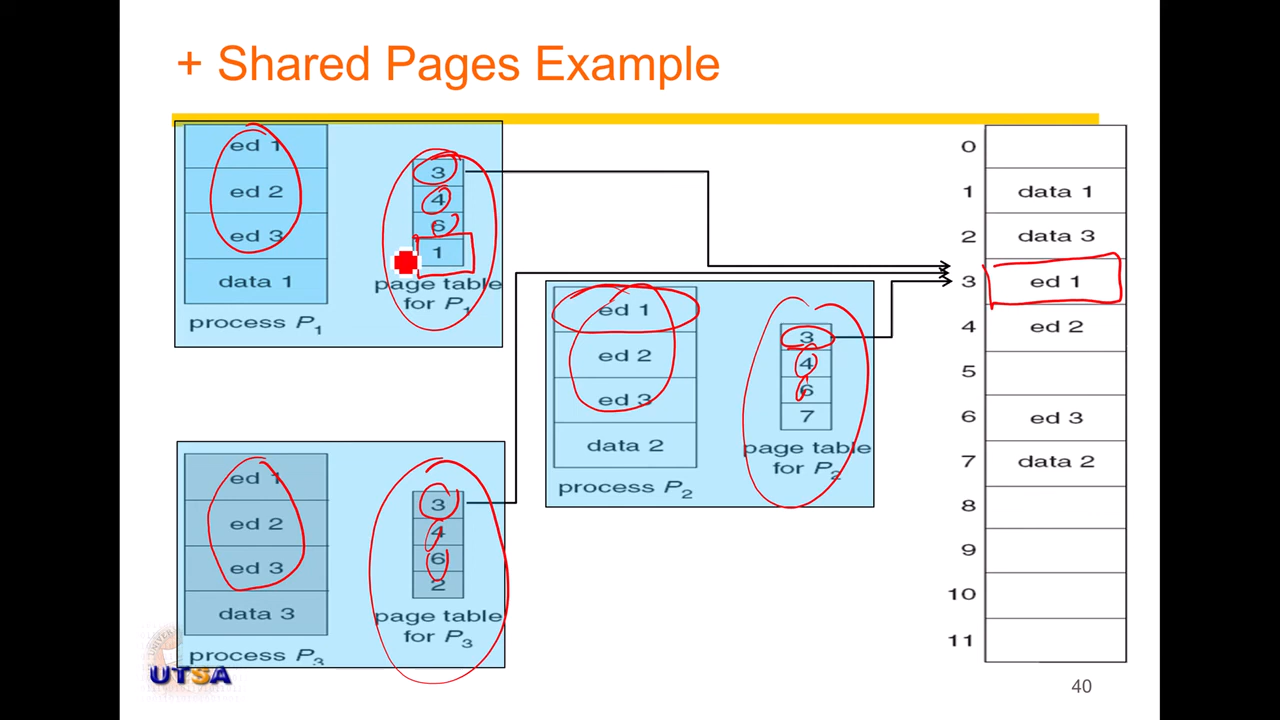 + Shared Pages Example
ed 1
ed 2
ed 3
data 1
process P1
3
4
6
1
page table
for P1
ed 1
ed 2
ed 3
data 2
process P2
3
4
6
7
page table
for P2
ed 1
ed 2
ed 3
data 3
process P3
3
4
6
2
page table
for P3
0
1 data 1
2 data 3
3 ed 1
4 ed 2
5
6 ed 3
7 data 2
8
9
10
11
UTSA
40